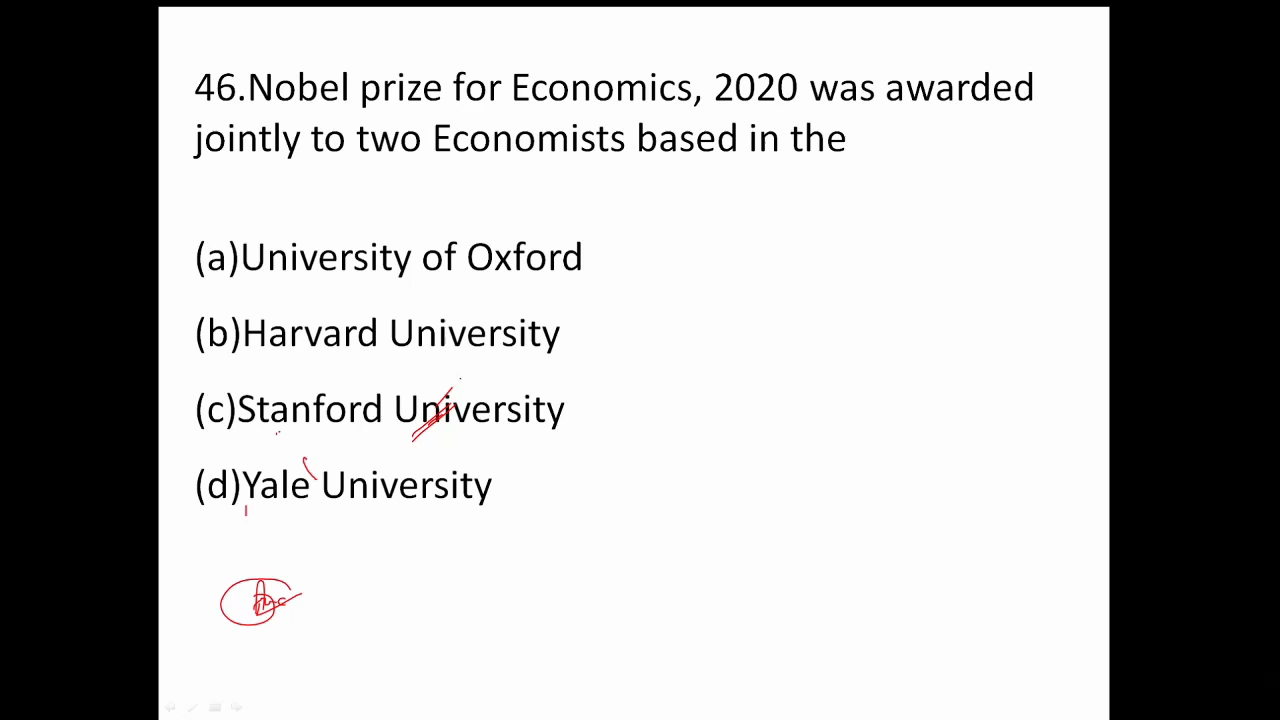 46.Nobel prize for Economics, 2020 was awarded
jointly to two Economists based in the
(a)University of Oxford
(b)Harvard University
(c)Stanford University
(d)Yale University